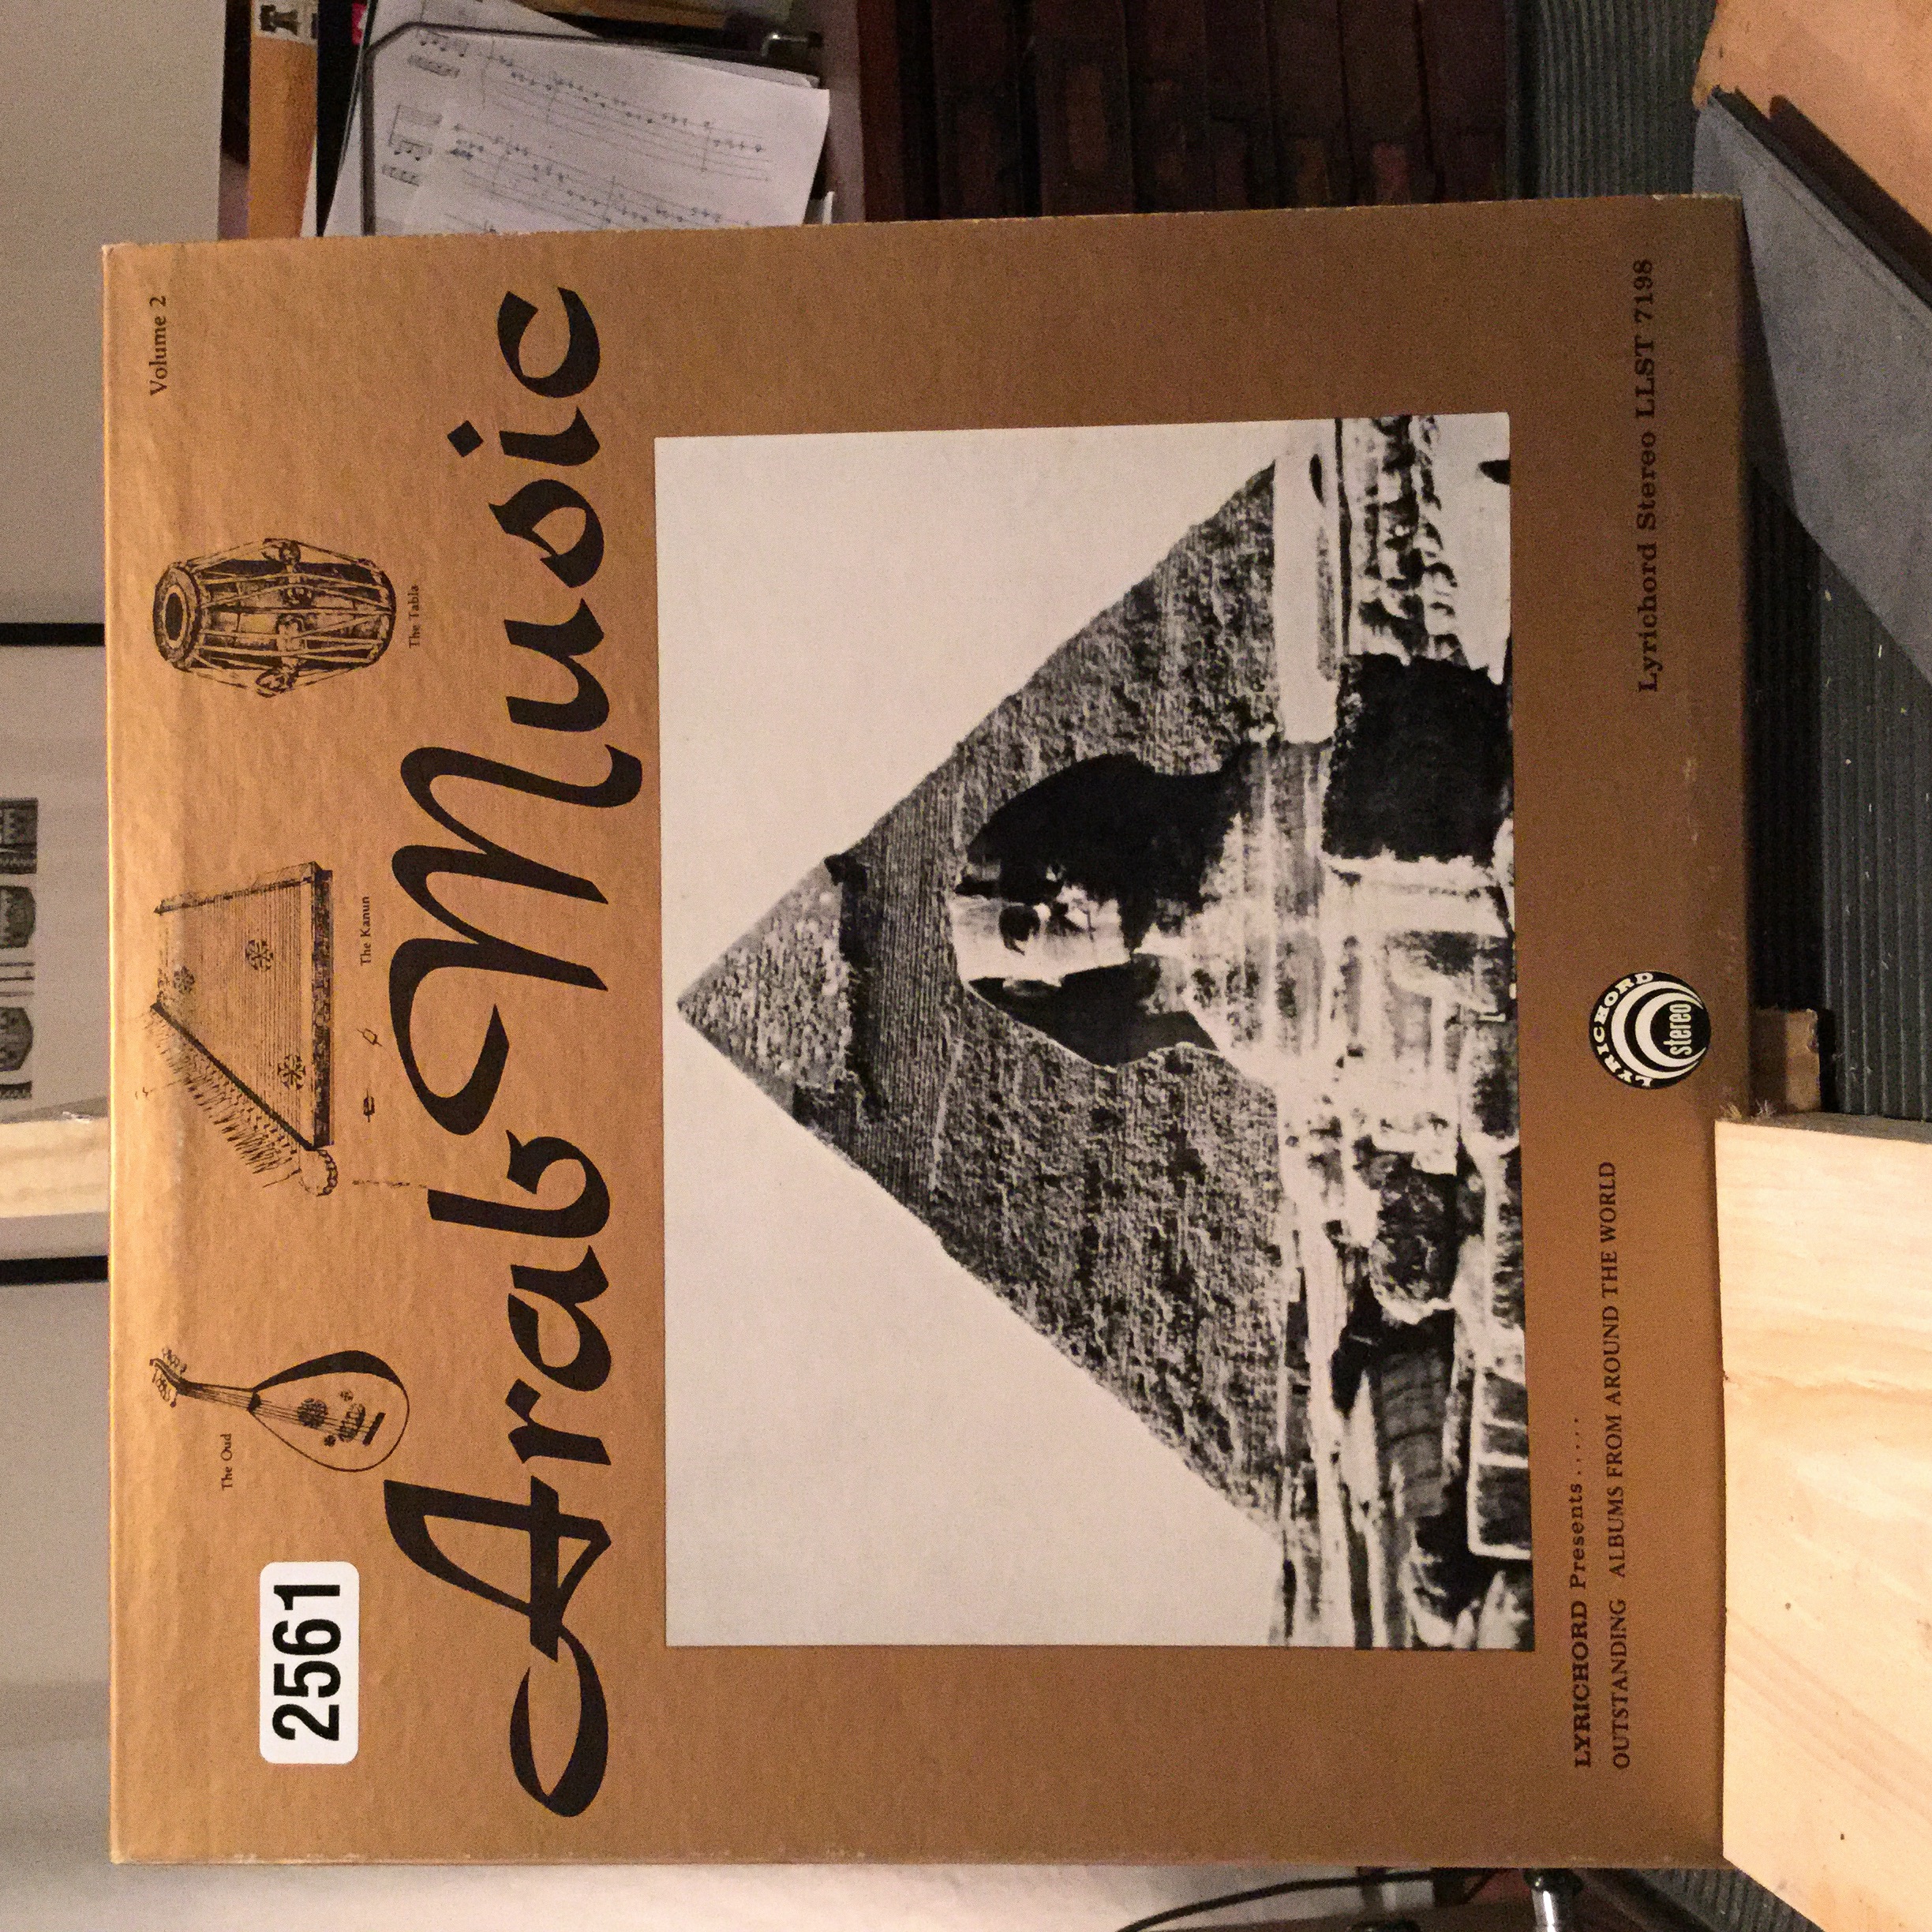 Volume 2
The Oud
The Kanun
The Tabla
2561
Arab Music
LYRICHORD Presents.....
OUTSTANDING ALBUMS FROM AROUND THE WORLD
LYRICHORD
stereo
Lyrichord Stereo LLST 7198